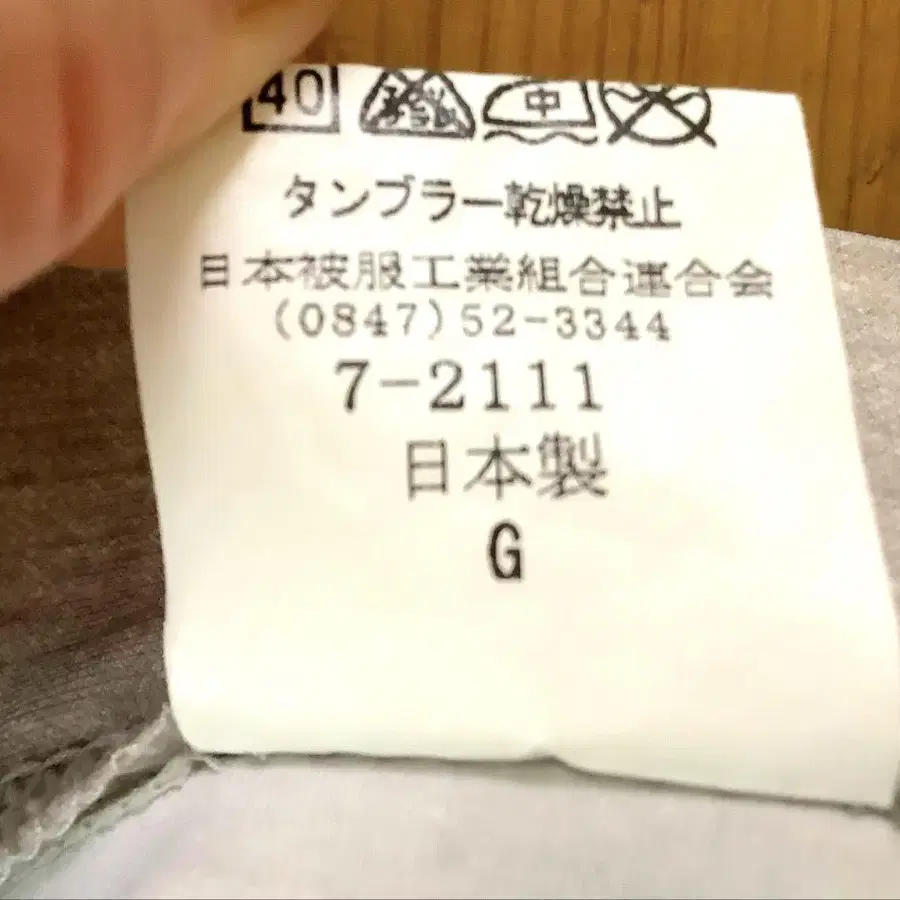 40 中
タンブラー乾燥禁止
日本被服工業組合連合会
(0847)52-3344
7-2111
日本製
G